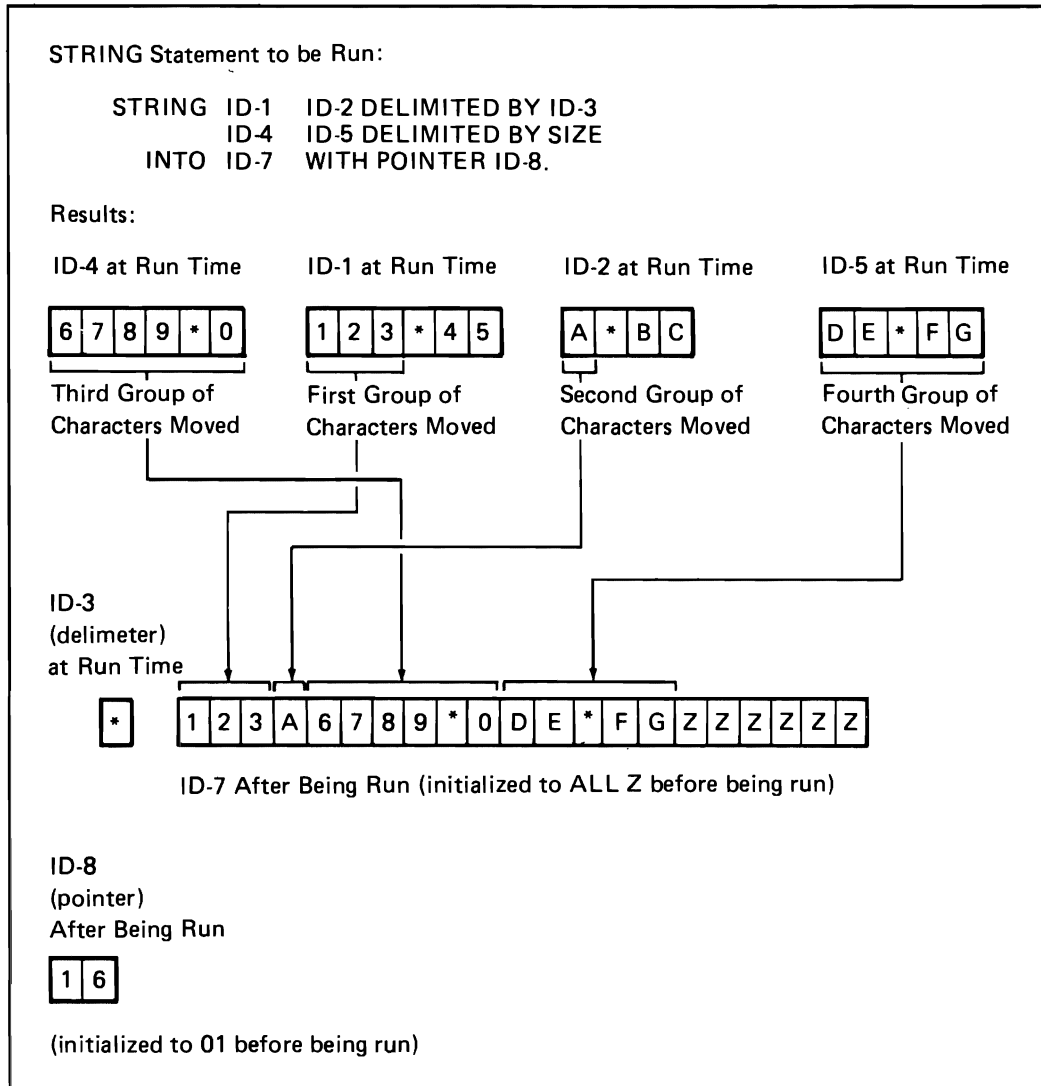 STRING Statement to be Run:
STRING ID-1 ID-2 DELIMITED BY ID-3
ID-4 ID-5 DELIMITED BY SIZE
INTO ID-7 WITH POINTER ID-8.
Results:
ID-4 at Run Time ID-1 at Run Time ID-2 at Run Time ID-5 at Run Time
6 7 8 9 * 0 1 2 3 * 4 5 A * B C D E * F G
Third Group of First Group of Second Group of Fourth Group of
Characters Moved Characters Moved Characters Moved Characters Moved
ID-3
(delimeter)
at Run Time
* 1 2 3 A 6 7 8 9 * 0 D E * F G Z Z Z Z Z Z
ID-7 After Being Run (initialized to ALL Z before being run)
ID-8
(pointer)
After Being Run
1 6
(initialized to 01 before being run)